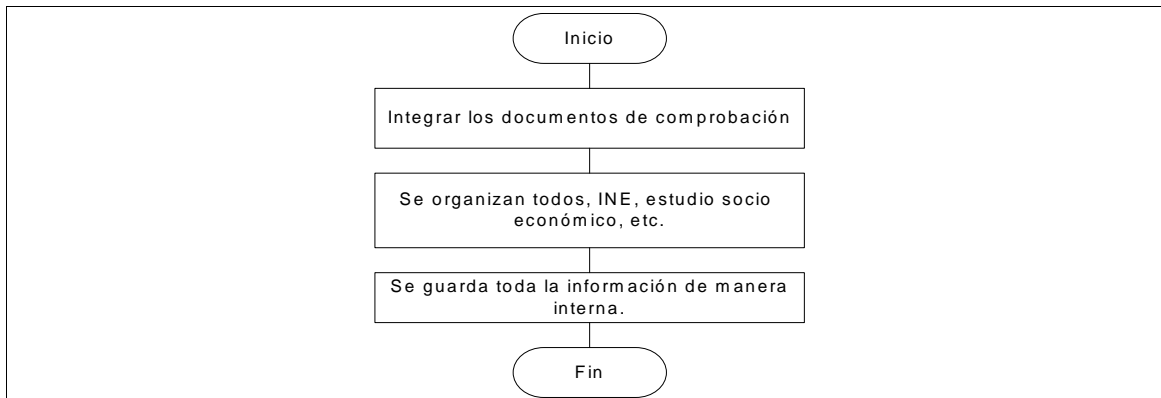 Inicio
Integrar los documentos de comprobación
Se organizan todos, INE, estudio socio
económico, etc.
Se guarda toda la información de manera
interna.
Fin